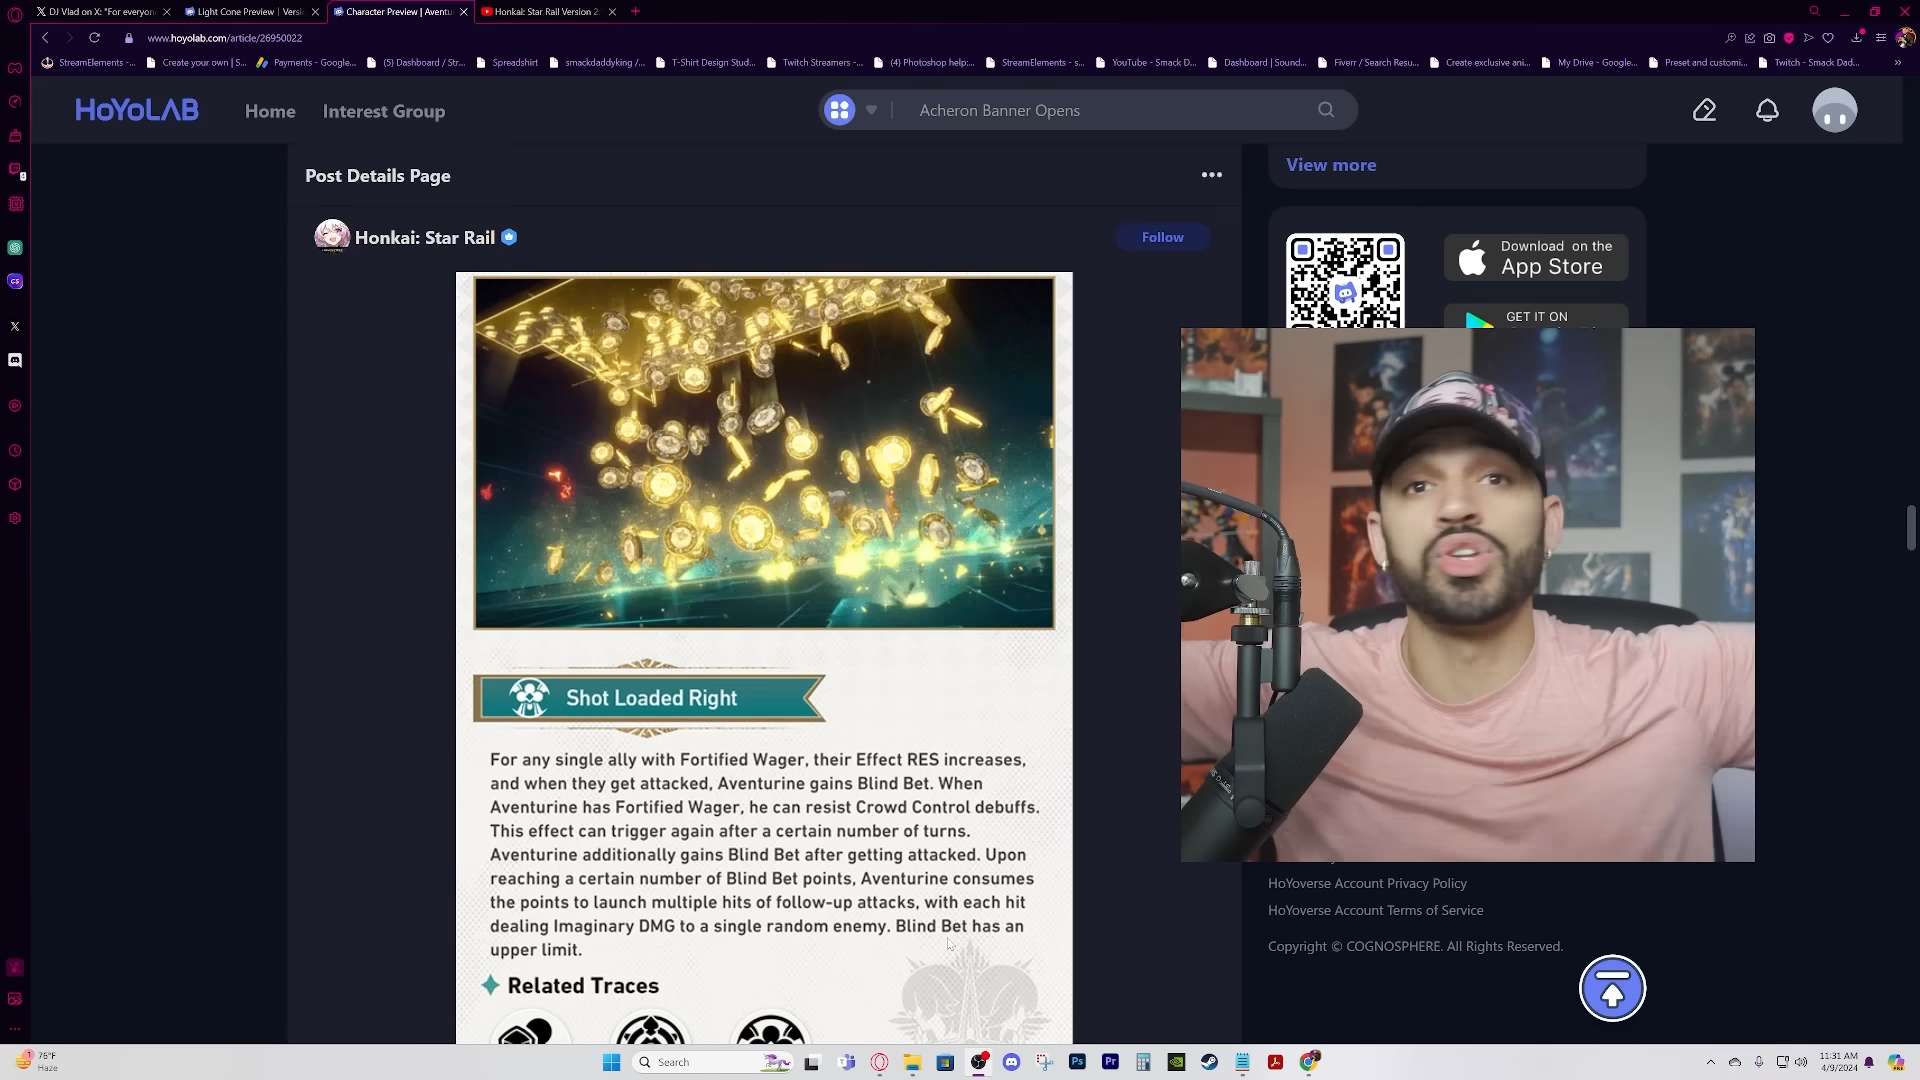 DJ Vlad on X: "For everyone
Light Cone Preview | Versi
Character Preview | Aventu
Honkai: Star Rail Version 2.
www.hoyolab.com/article/26950022
StreamElements -...
Create your own | S...
Payments - Google...
(5) Dashboard / Str...
Spreadshirt
smackdaddyking /...
T-Shirt Design Stud...
Twitch Streamers -...
(4) Photoshop help:...
StreamElements - s...
YouTube - Smack D...
Dashboard | Sound...
Fiverr / Search Resu...
Create exclusive ani...
My Drive - Google...
Preset and customi...
Twitch - Smack Dad...
HoYoLAB
Home
Interest Group
Acheron Banner Opens
Post Details Page
Honkai: Star Rail
Follow
View more
Download on the
App Store
GET IT ON
Shot Loaded Right
For any single ally with Fortified Wager, their Effect RES increases,
and when they get attacked, Aventurine gains Blind Bet. When
Aventurine has Fortified Wager, he can resist Crowd Control debuffs.
This effect can trigger again after a certain number of turns.
Aventurine additionally gains Blind Bet after getting attacked. Upon
reaching a certain number of Blind Bet points, Aventurine consumes
the points to launch multiple hits of follow-up attacks, with each hit
dealing Imaginary DMG to a single random enemy. Blind Bet has an
upper limit.
Related Traces
HoYoverse Account Privacy Policy
HoYoverse Account Terms of Service
Copyright © COGNOSPHERE. All Rights Reserved.
76°F
Haze
Search
11:31 AM
4/9/2024